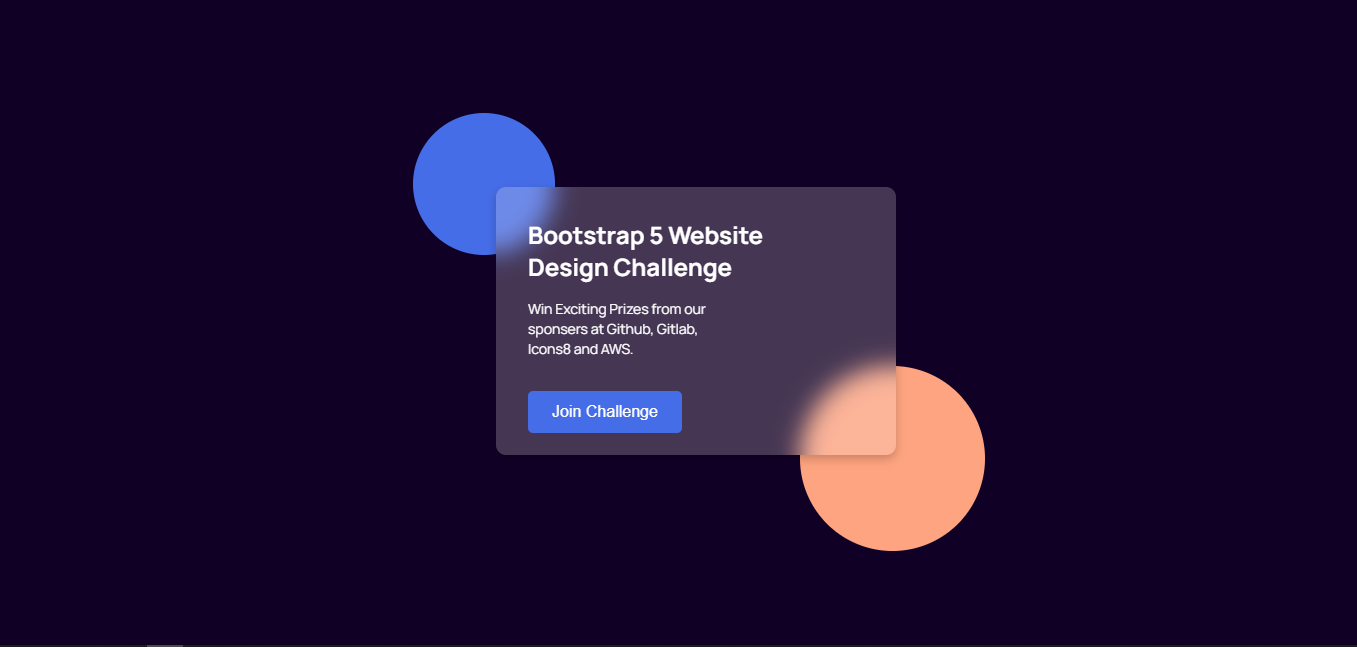 Bootstrap 5 Website
Design Challenge
Win Exciting Prizes from our
sponsers at Github, Gitlab,
Icons8 and AWS.
Join Challenge